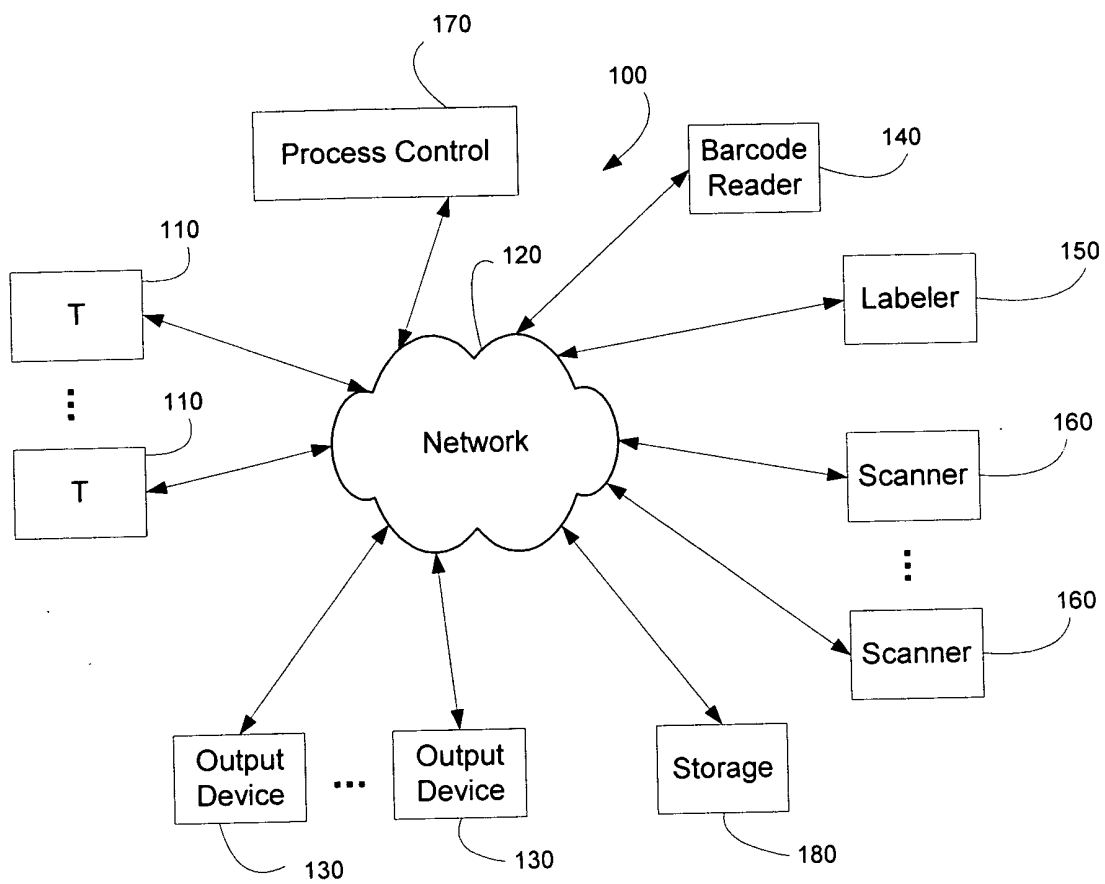 170
100
Process Control
Barcode
Reader
140
110
120
150
T
Labeler
110
160
T
Network
Scanner
160
Scanner
Output
Device
...
Output
Device
Storage
130
130
180